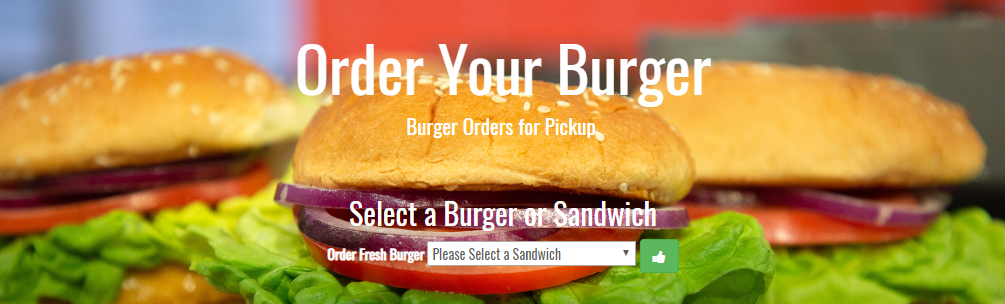 Order Your Burger
Burger Orders for Pickup
Select a Burger or Sandwich
Order Fresh Burger Please Select a Sandwich